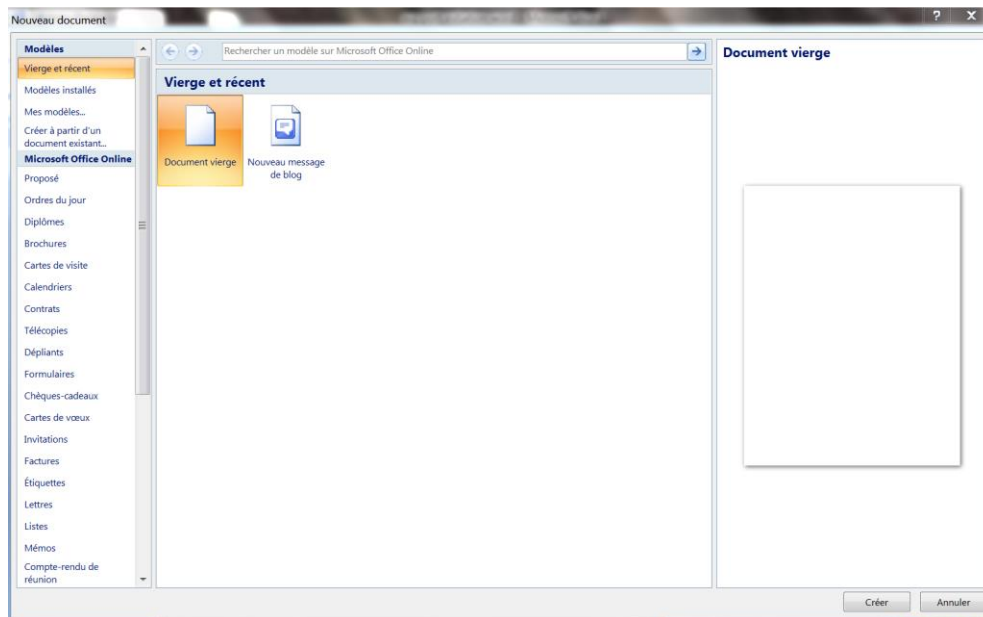 Nouveau document
Modèles
Vierge et récent
Modèles installés
Mes modèles...
Créer à partir d'un
document existant...
Microsoft Office Online
Proposé
Ordres du jour
Diplômes
Brochures
Cartes de visite
Calendriers
Contrats
Télécopies
Dépliants
Formulaires
Chèques-cadeaux
Cartes de vœux
Invitations
Factures
Étiquettes
Lettres
Listes
Mémos
Compte-rendu de
réunion
Rechercher un modèle sur Microsoft Office Online
Vierge et récent
Document vierge
Nouveau message
de blog
Document vierge
Créer
Annuler